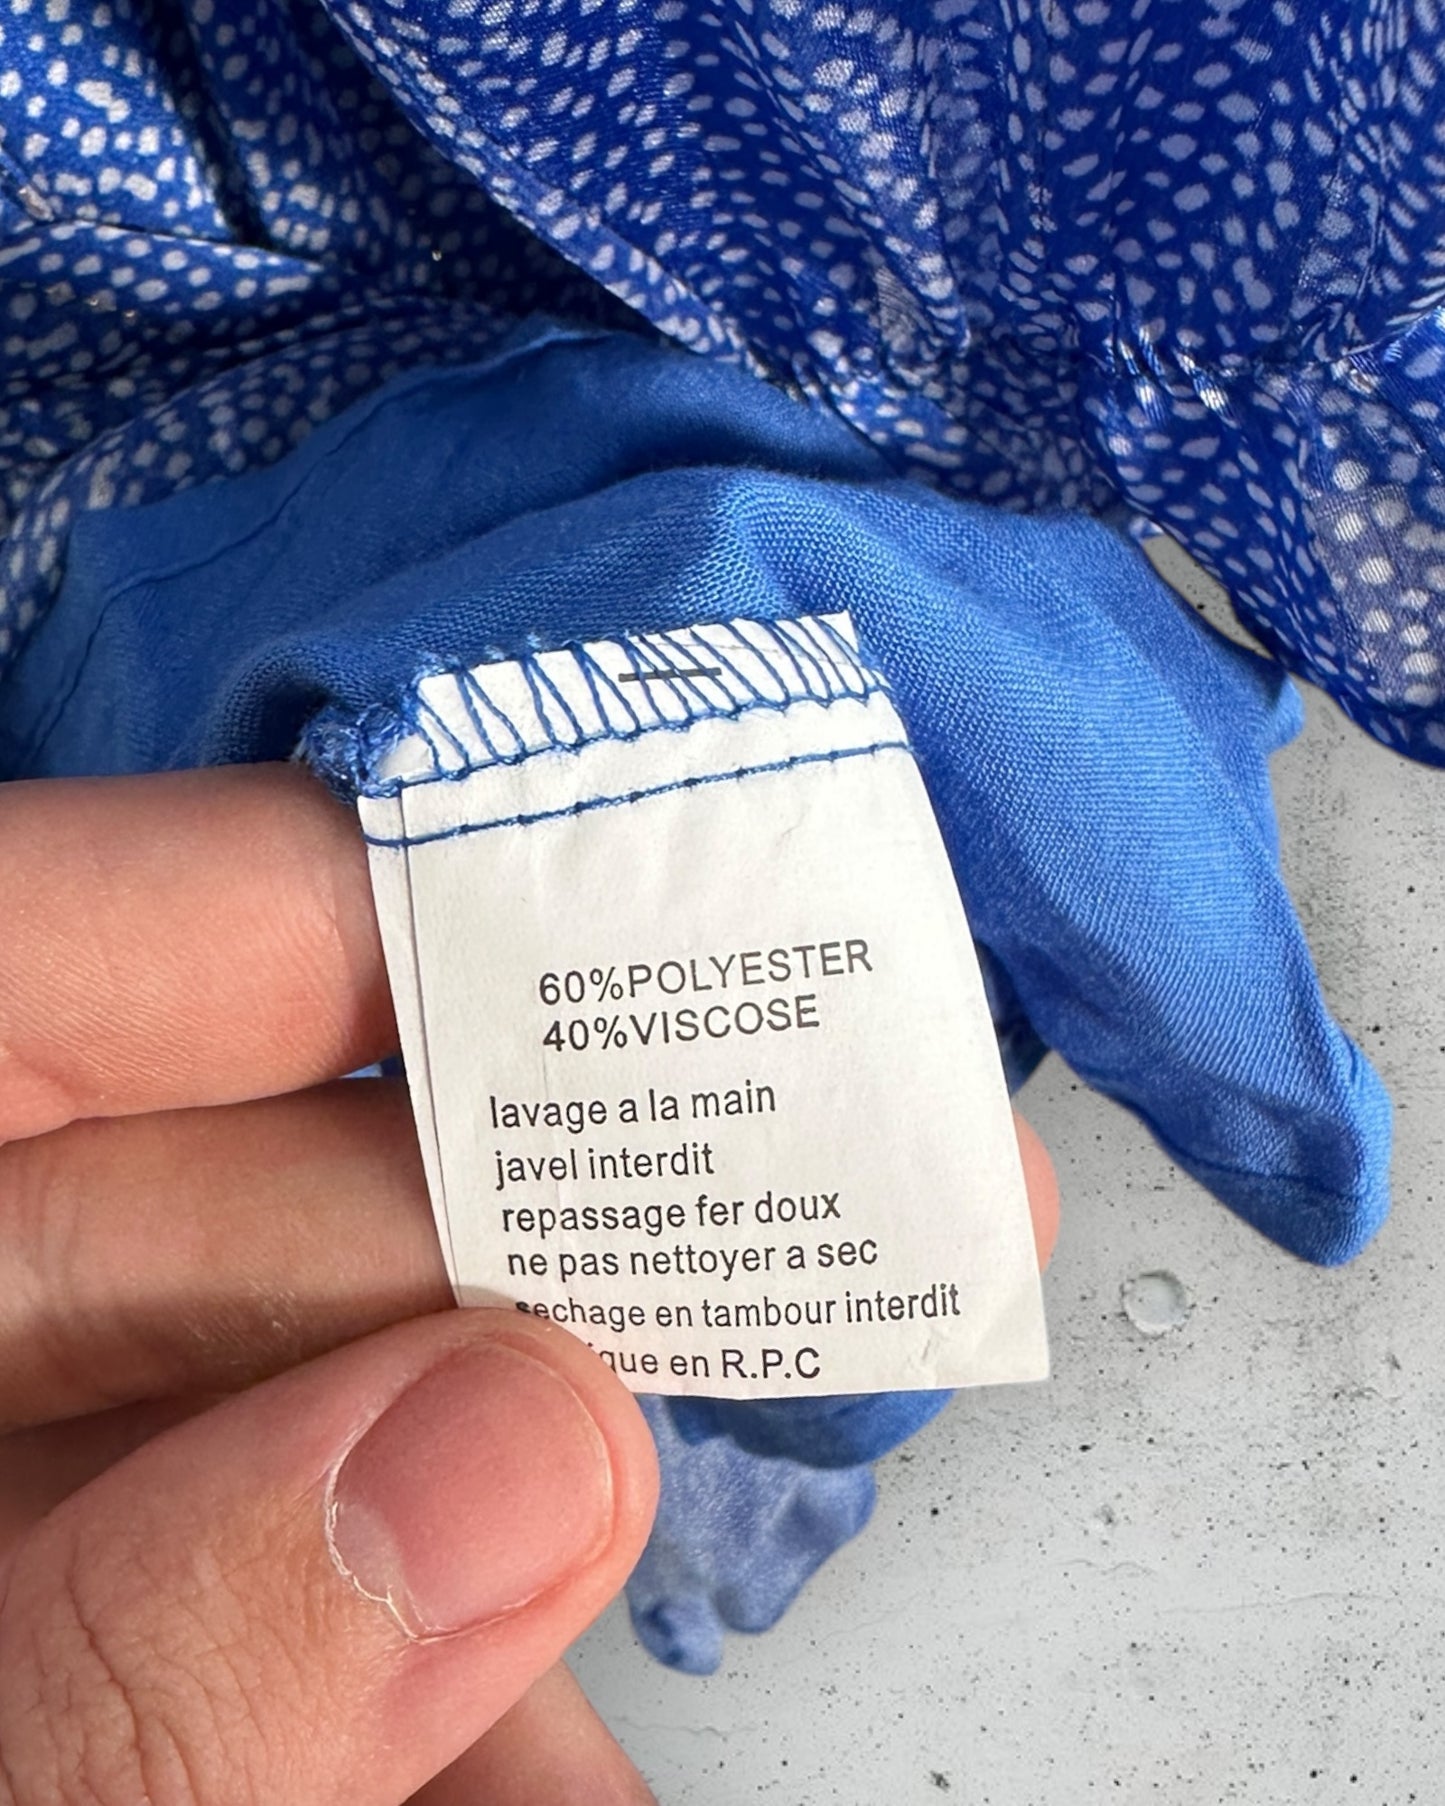 60%POLYESTER
40%VISCOSE
lavage a la main
javel interdit
repassage fer doux
ne pas nettoyer a sec
sechage en tambour interdit
en R.P.C